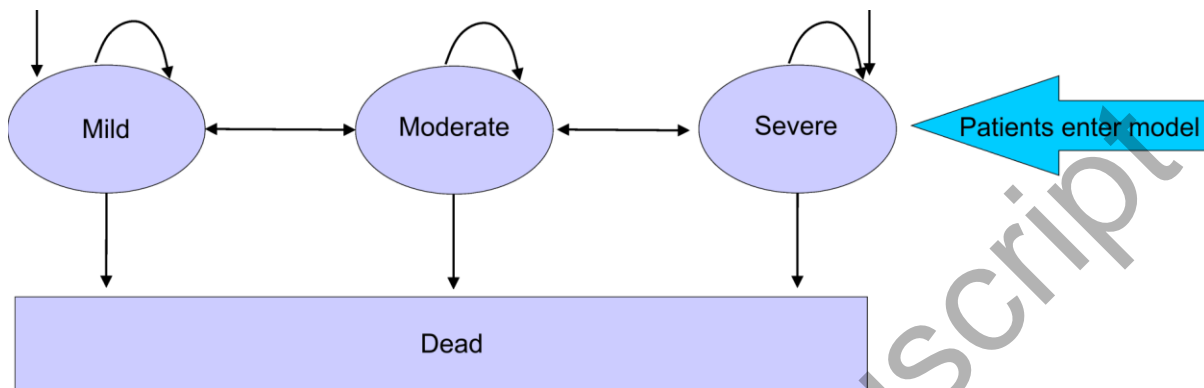 Mild
Moderate
Severe
Patients enter model
Dead